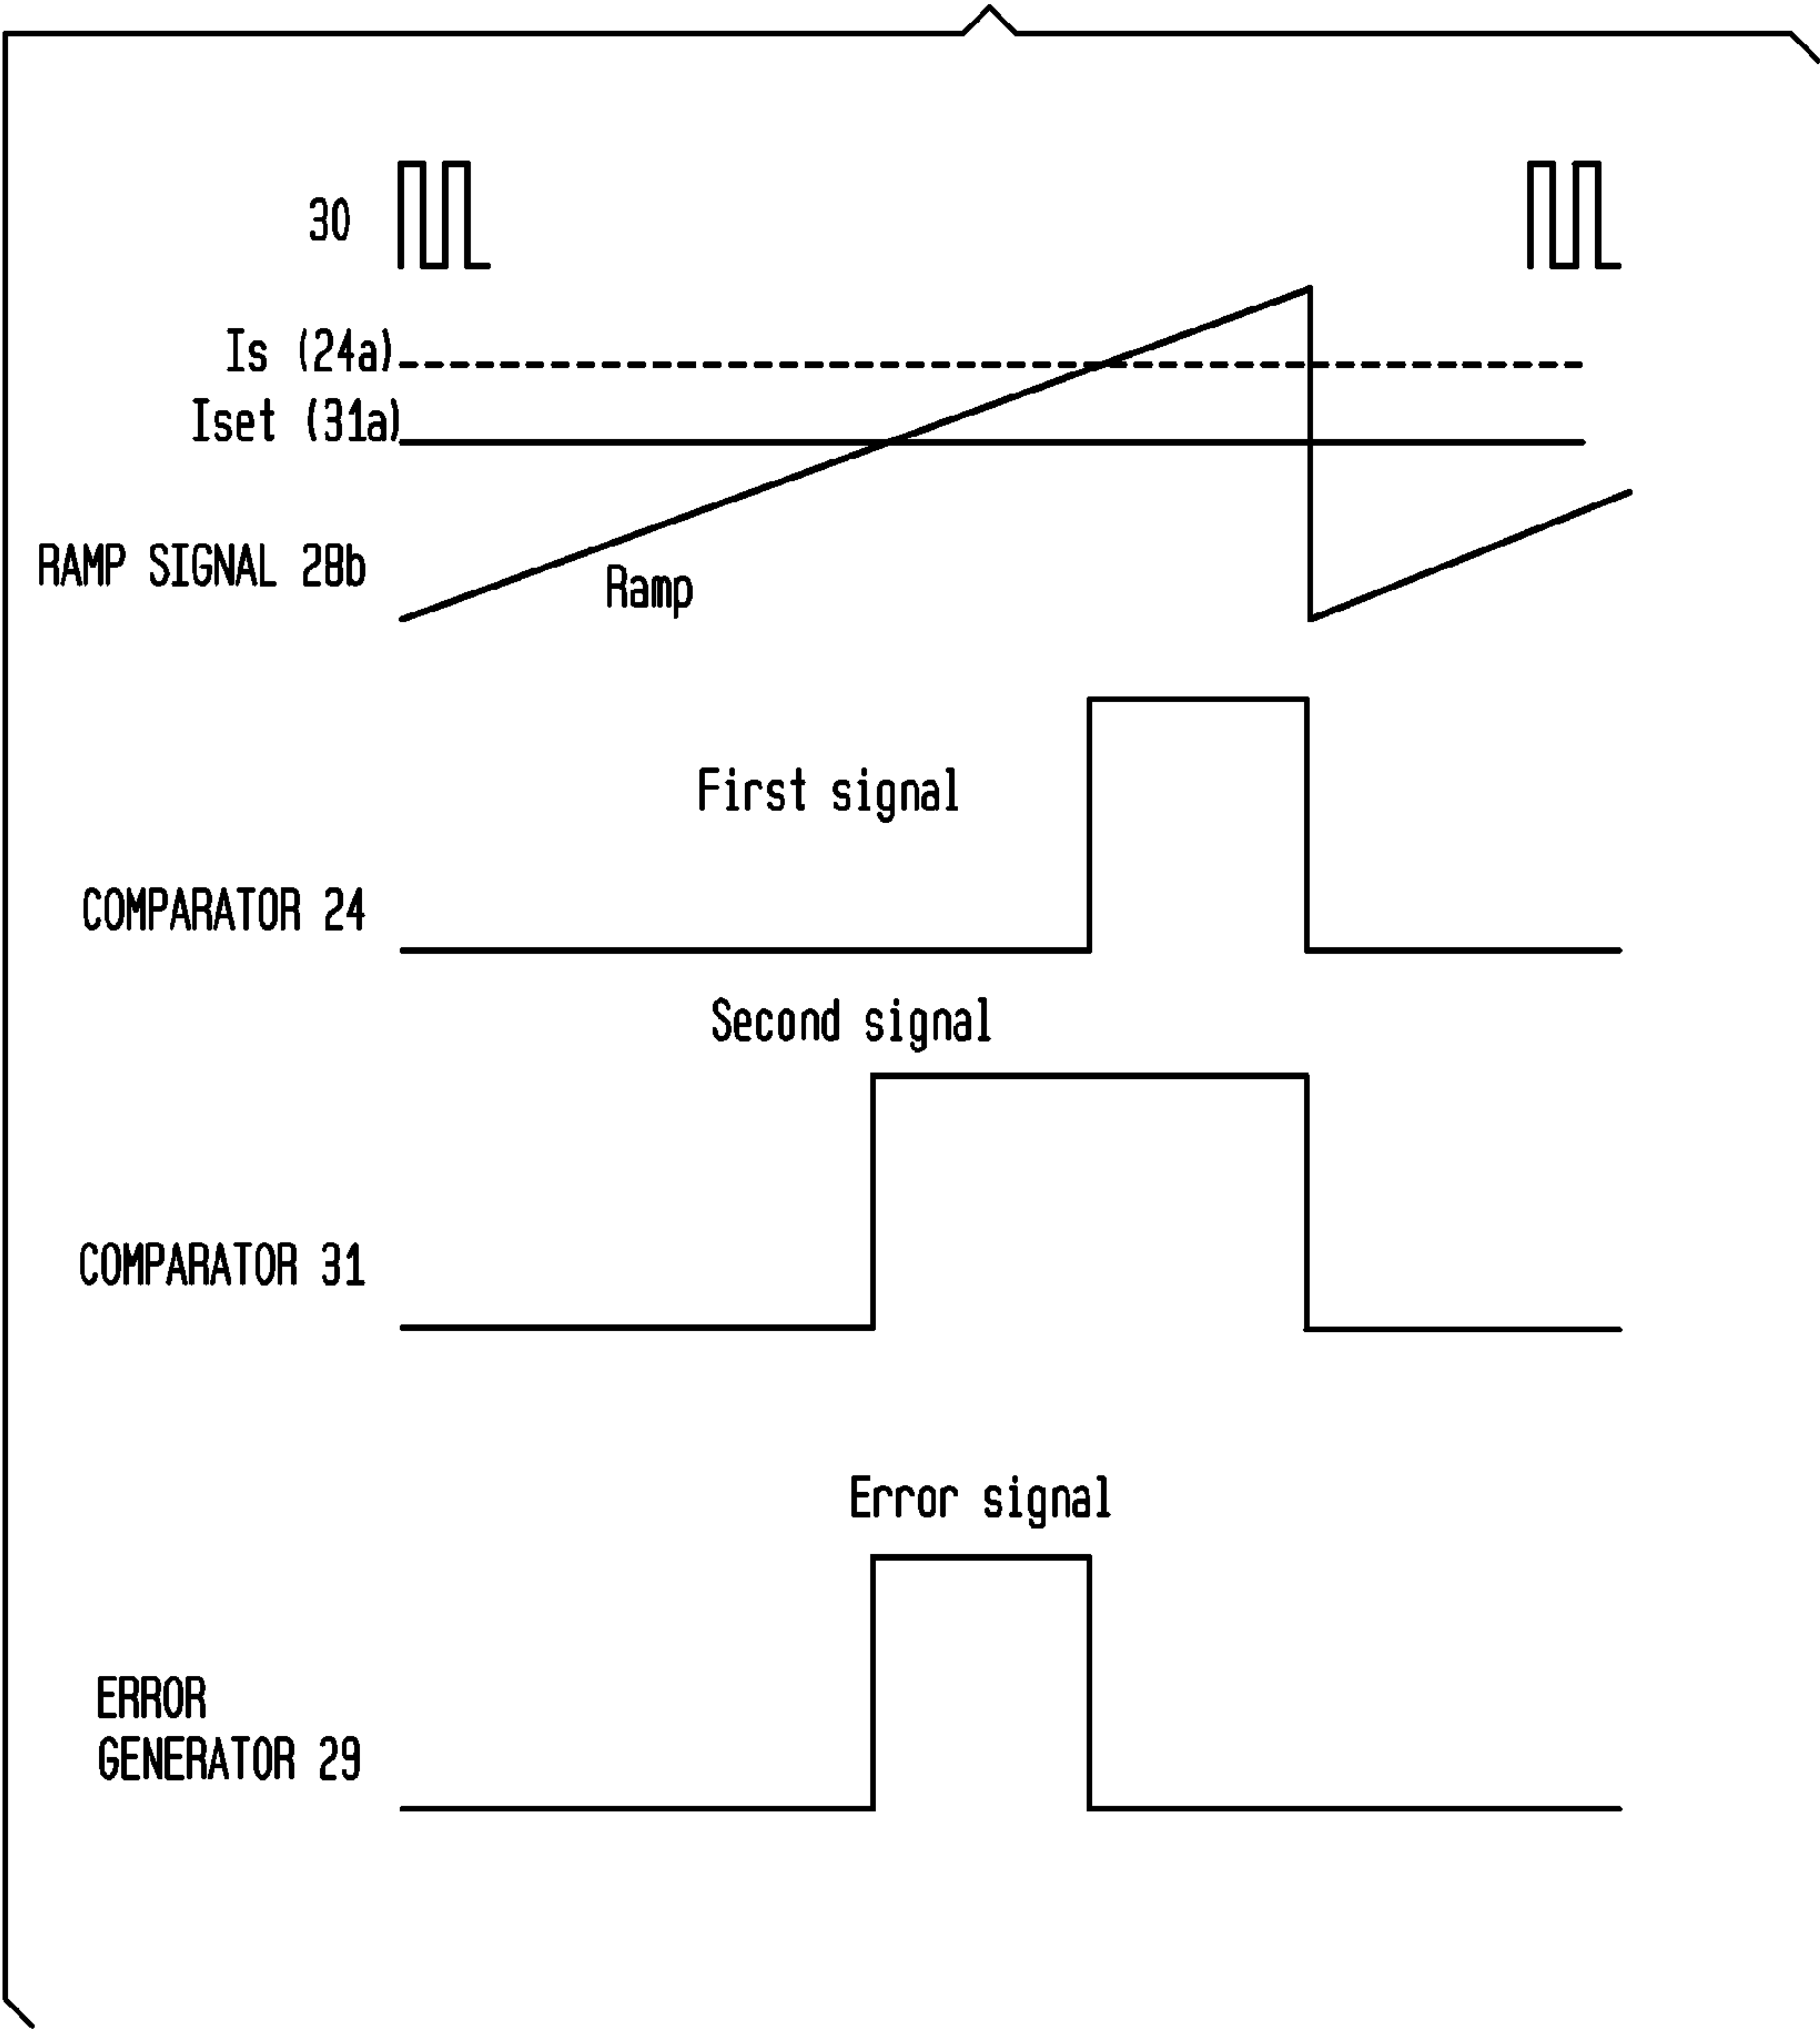 30
Is (24a)
Iset (31a)
RAMP SIGNAL 28b
Ramp
First signal
COMPARATOR 24
Second signal
COMPARATOR 31
Error signal
ERROR
GENERATOR 29